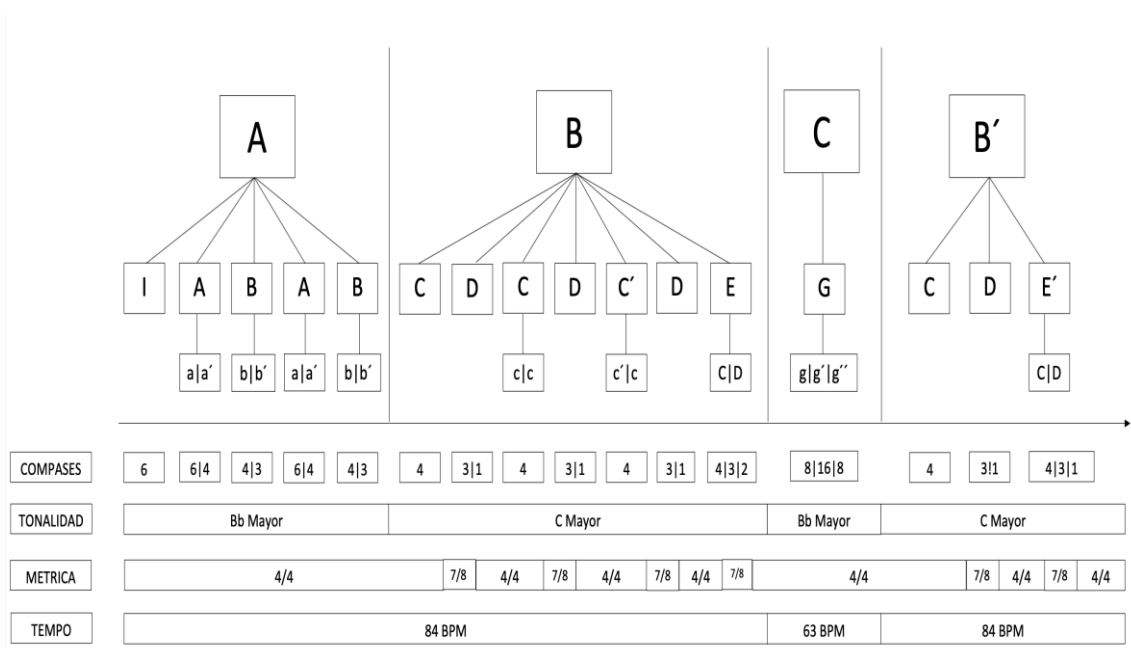 A B C B´
I A B A B C D C D C´ D E G C D E´
a|a´ b|b´ a|a´ b|b´ c|c c´|c C|D g|g´|g´´ C|D
COMPASES 6 6|4 4|3 6|4 4|3 4 3|1 4 3|1 4 3|1 4|3|2 8|16|8 4 3!1 4|3|1
TONALIDAD Bb Mayor C Mayor Bb Mayor C Mayor
METRICA 4/4 7/8 4/4 7/8 4/4 7/8 4/4 7/8 4/4 7/8 4/4 7/8 4/4
TEMPO 84 BPM 63 BPM 84 BPM